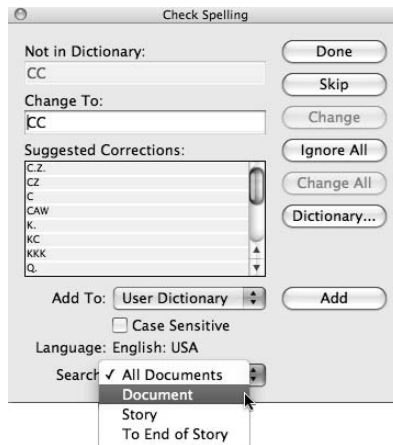 Check Spelling
Not in Dictionary:
CC
Change To:
CC
Suggested Corrections:
C.Z.
CZ
C
CAW
K.
KC
KKK
Q.
Done
Skip
Change
Ignore All
Change All
Dictionary...
Add To: User Dictionary
Add
Case Sensitive
Language: English: USA
Search ✓ All Documents
Document
Story
To End of Story